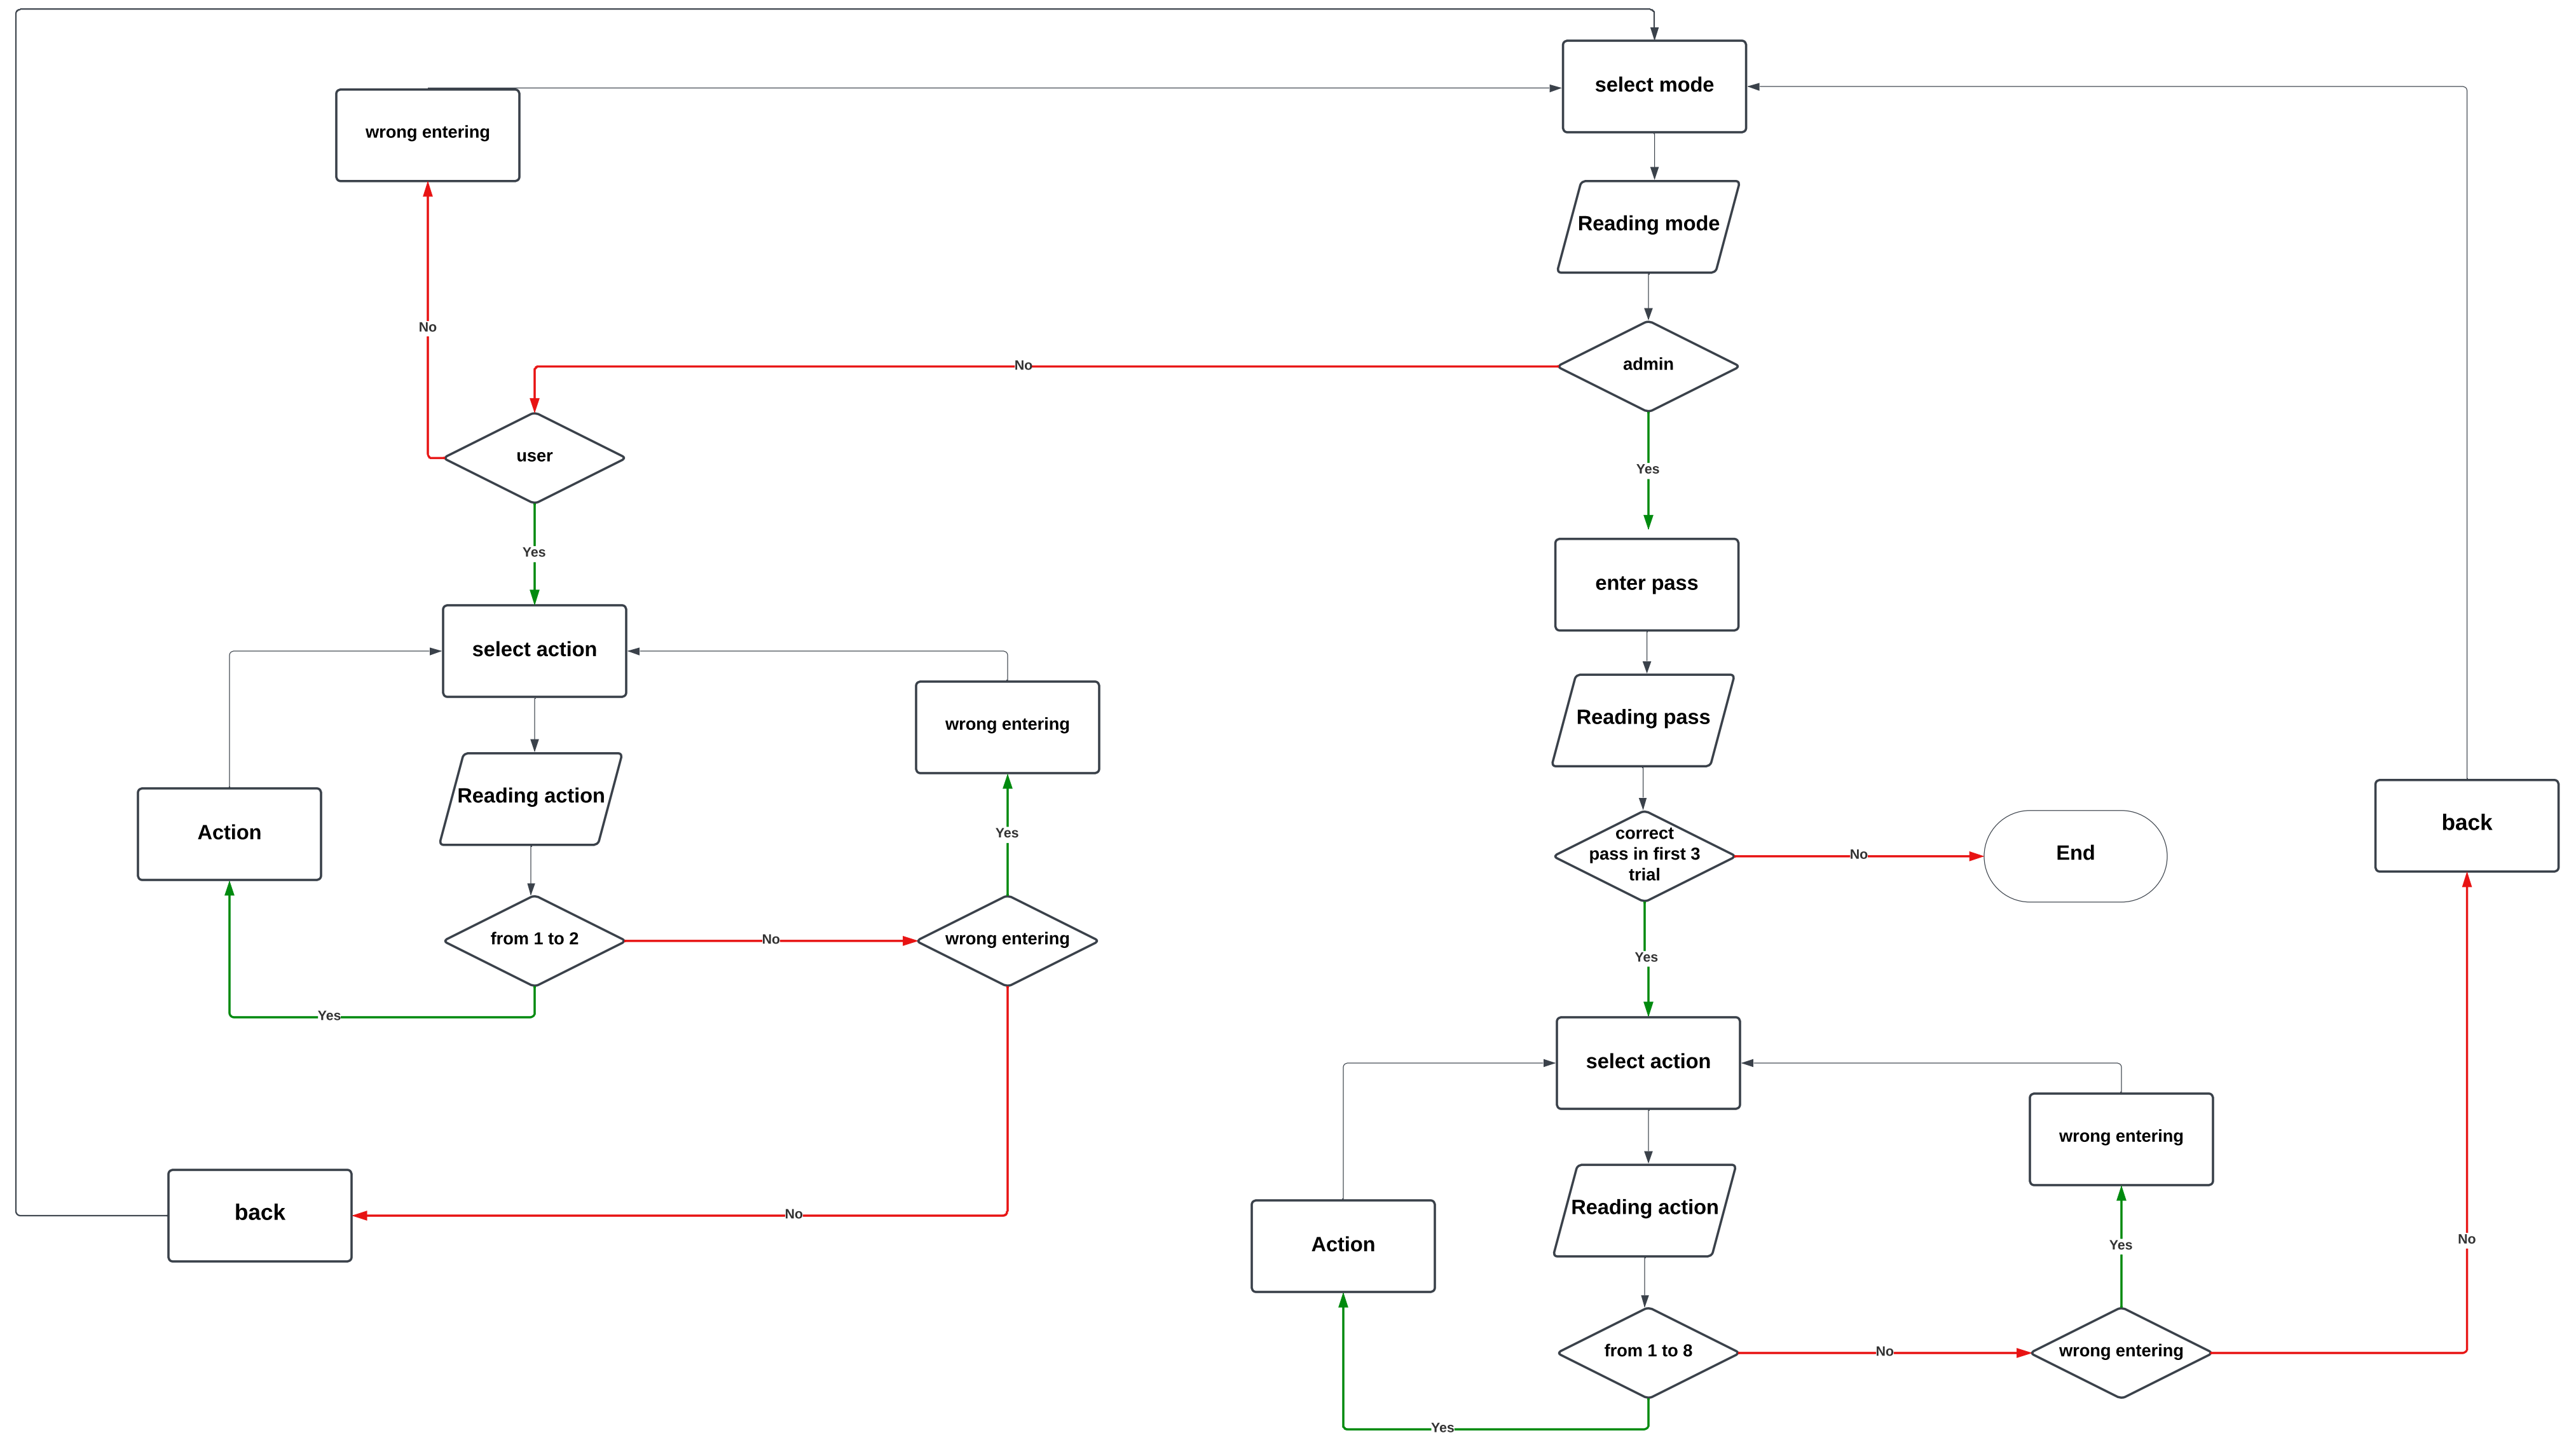 select mode
wrong entering
Reading mode
No
No
admin
user
Yes
Yes
enter pass
select action
wrong entering
Reading pass
Reading action
Action
Yes
correct
pass in first 3
trial
No
End
back
from 1 to 2
No
wrong entering
Yes
Yes
select action
wrong entering
back
No
Reading action
Action
Yes
No
from 1 to 8
No
wrong entering
Yes